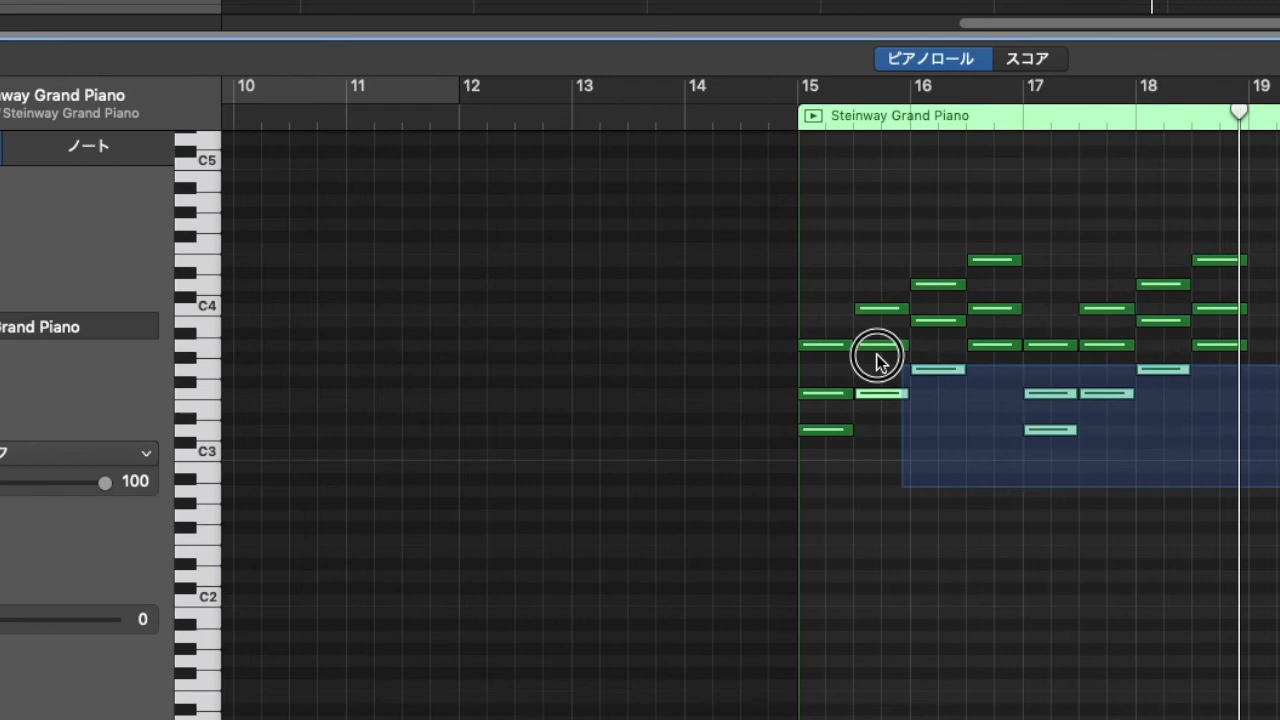 ピアノロール スコア
10 11 12 13 14 15 16 17 18 19
way Grand Piano
Steinway Grand Piano
Steinway Grand Piano
ノート
C5
C4
Grand Piano
C3
100
C2
0